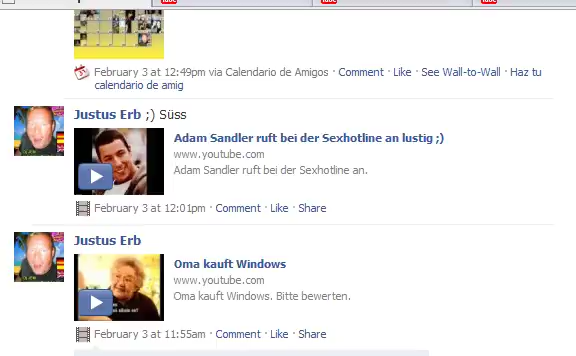 February 3 at 12:49pm via Calendario de Amigos · Comment · Like · See Wall-to-Wall · Haz tu
calendario de amig
Justus Erb ;) Süss
Adam Sandler ruft bei der Sexhotline an lustig ;)
www.youtube.com
Adam Sandler ruft bei der Sexhotline an.
February 3 at 12:01pm · Comment · Like · Share
Justus Erb
Oma kauft Windows
www.youtube.com
Oma kauft Windows. Bitte bewerten.
February 3 at 11:55am · Comment · Like · Share